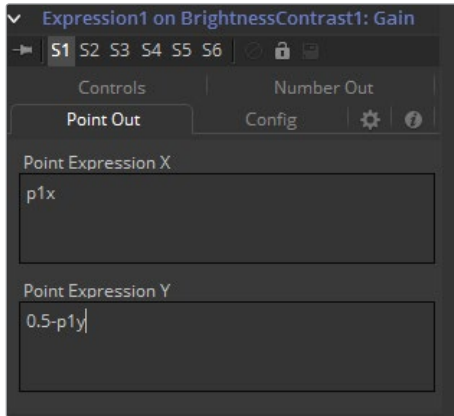 Expression1 on BrightnessContrast1: Gain
S1 S2 S3 S4 S5 S6
Controls Number Out
Point Out Config
Point Expression X
p1x
Point Expression Y
0.5-p1y